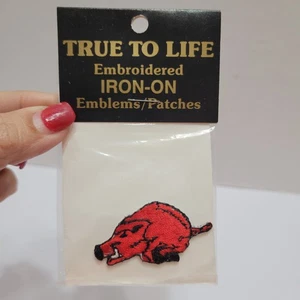 TRUE TO LIFE
Embroidered
IRON-ON
Emblems/Patches